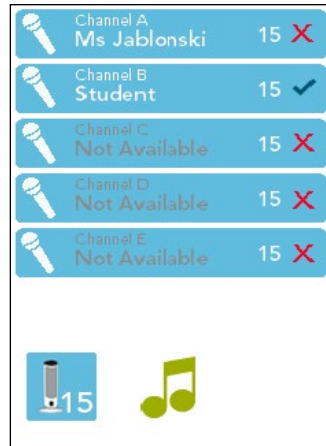 Channel A
Ms Jablonski 15
Channel B
Student 15
Channel C
Not Available 15
Channel D
Not Available 15
Channel E
Not Available 15
15